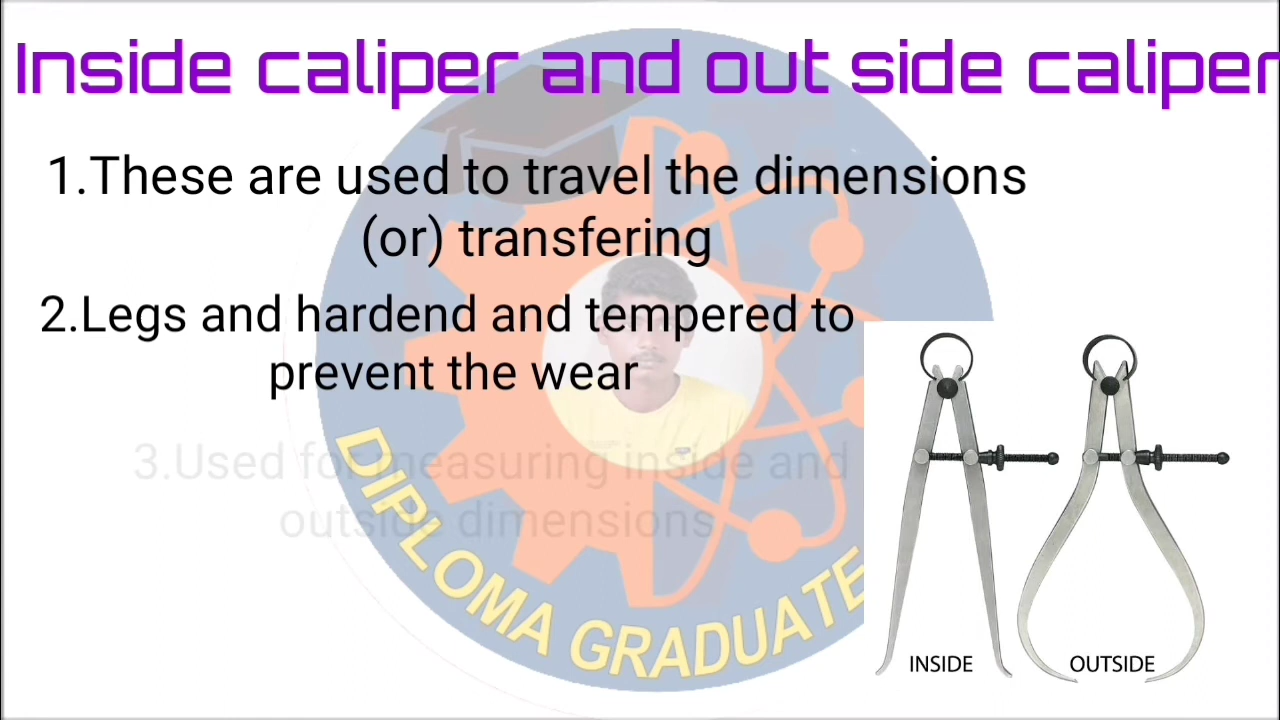 Inside caliper and out side caliper
1.These are used to travel the dimensions
(or) transfering
2.Legs and hardend and tempered to
prevent the wear
3.Used for measuring inside and
outside dimensions
DIPLOMA GRADUATE
INSIDE
OUTSIDE